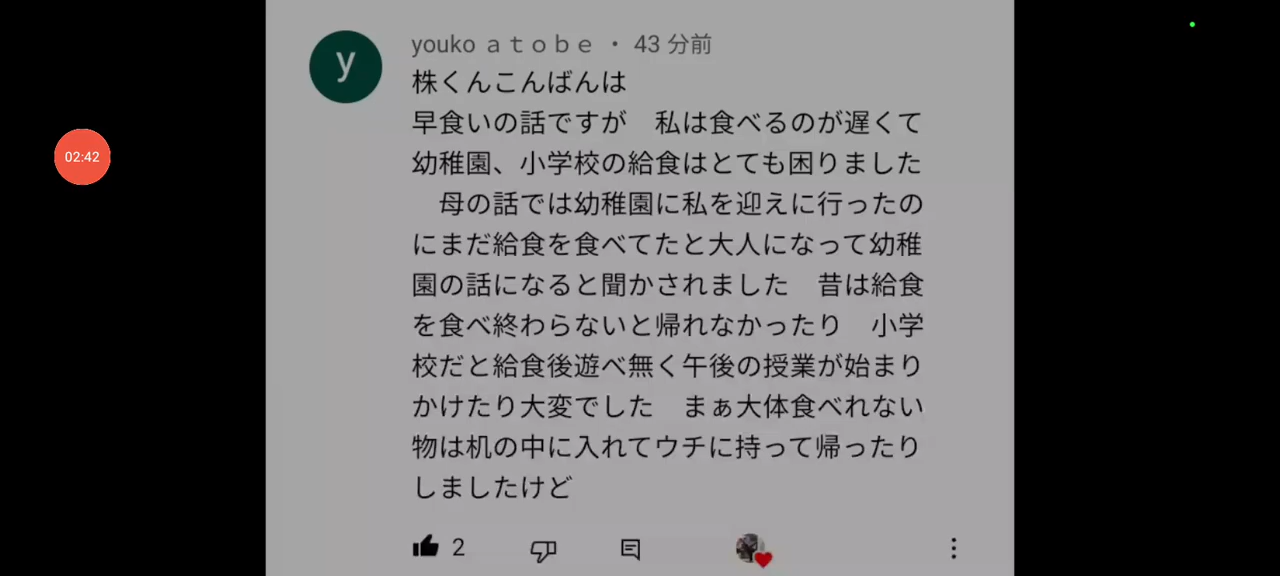 youko ａｔｏｂｅ・43 分前
y
株くんこんばんは
02:42
早食いの話ですが　私は食べるのが遅くて
幼稚園、小学校の給食はとても困りました
　母の話では幼稚園に私を迎えに行ったの
にまだ給食を食べてたと大人になって幼稚
園の話になると聞かされました　昔は給食
を食べ終わらないと帰れなかったり　小学
校だと給食後遊べ無く午後の授業が始まり
かけたり大変でした　まぁ大体食べれない
物は机の中に入れてウチに持って帰ったり
しましたけど
2